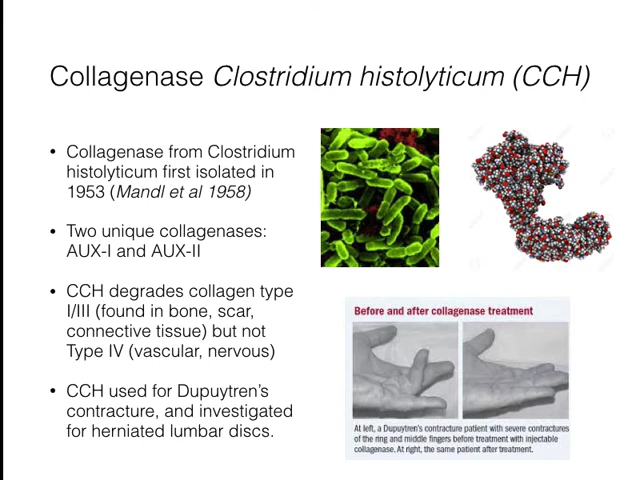 Collagenase Clostridium histolyticum (CCH)
• Collagenase from Clostridium
histolyticum first isolated in
1953 (Mandl et al 1958)
• Two unique collagenases:
AUX-I and AUX-II
• CCH degrades collagen type
I/III (found in bone, scar,
connective tissue) but not
Type IV (vascular, nervous)
• CCH used for Dupuytren's
contracture, and investigated
for herniated lumbar discs.
Before and after collagenase treatment
At left, a Dupuytren's contracture patient with severe contractures
of the ring and middle fingers before treatment with injectable
collagenase. At right, the same patient after treatment.